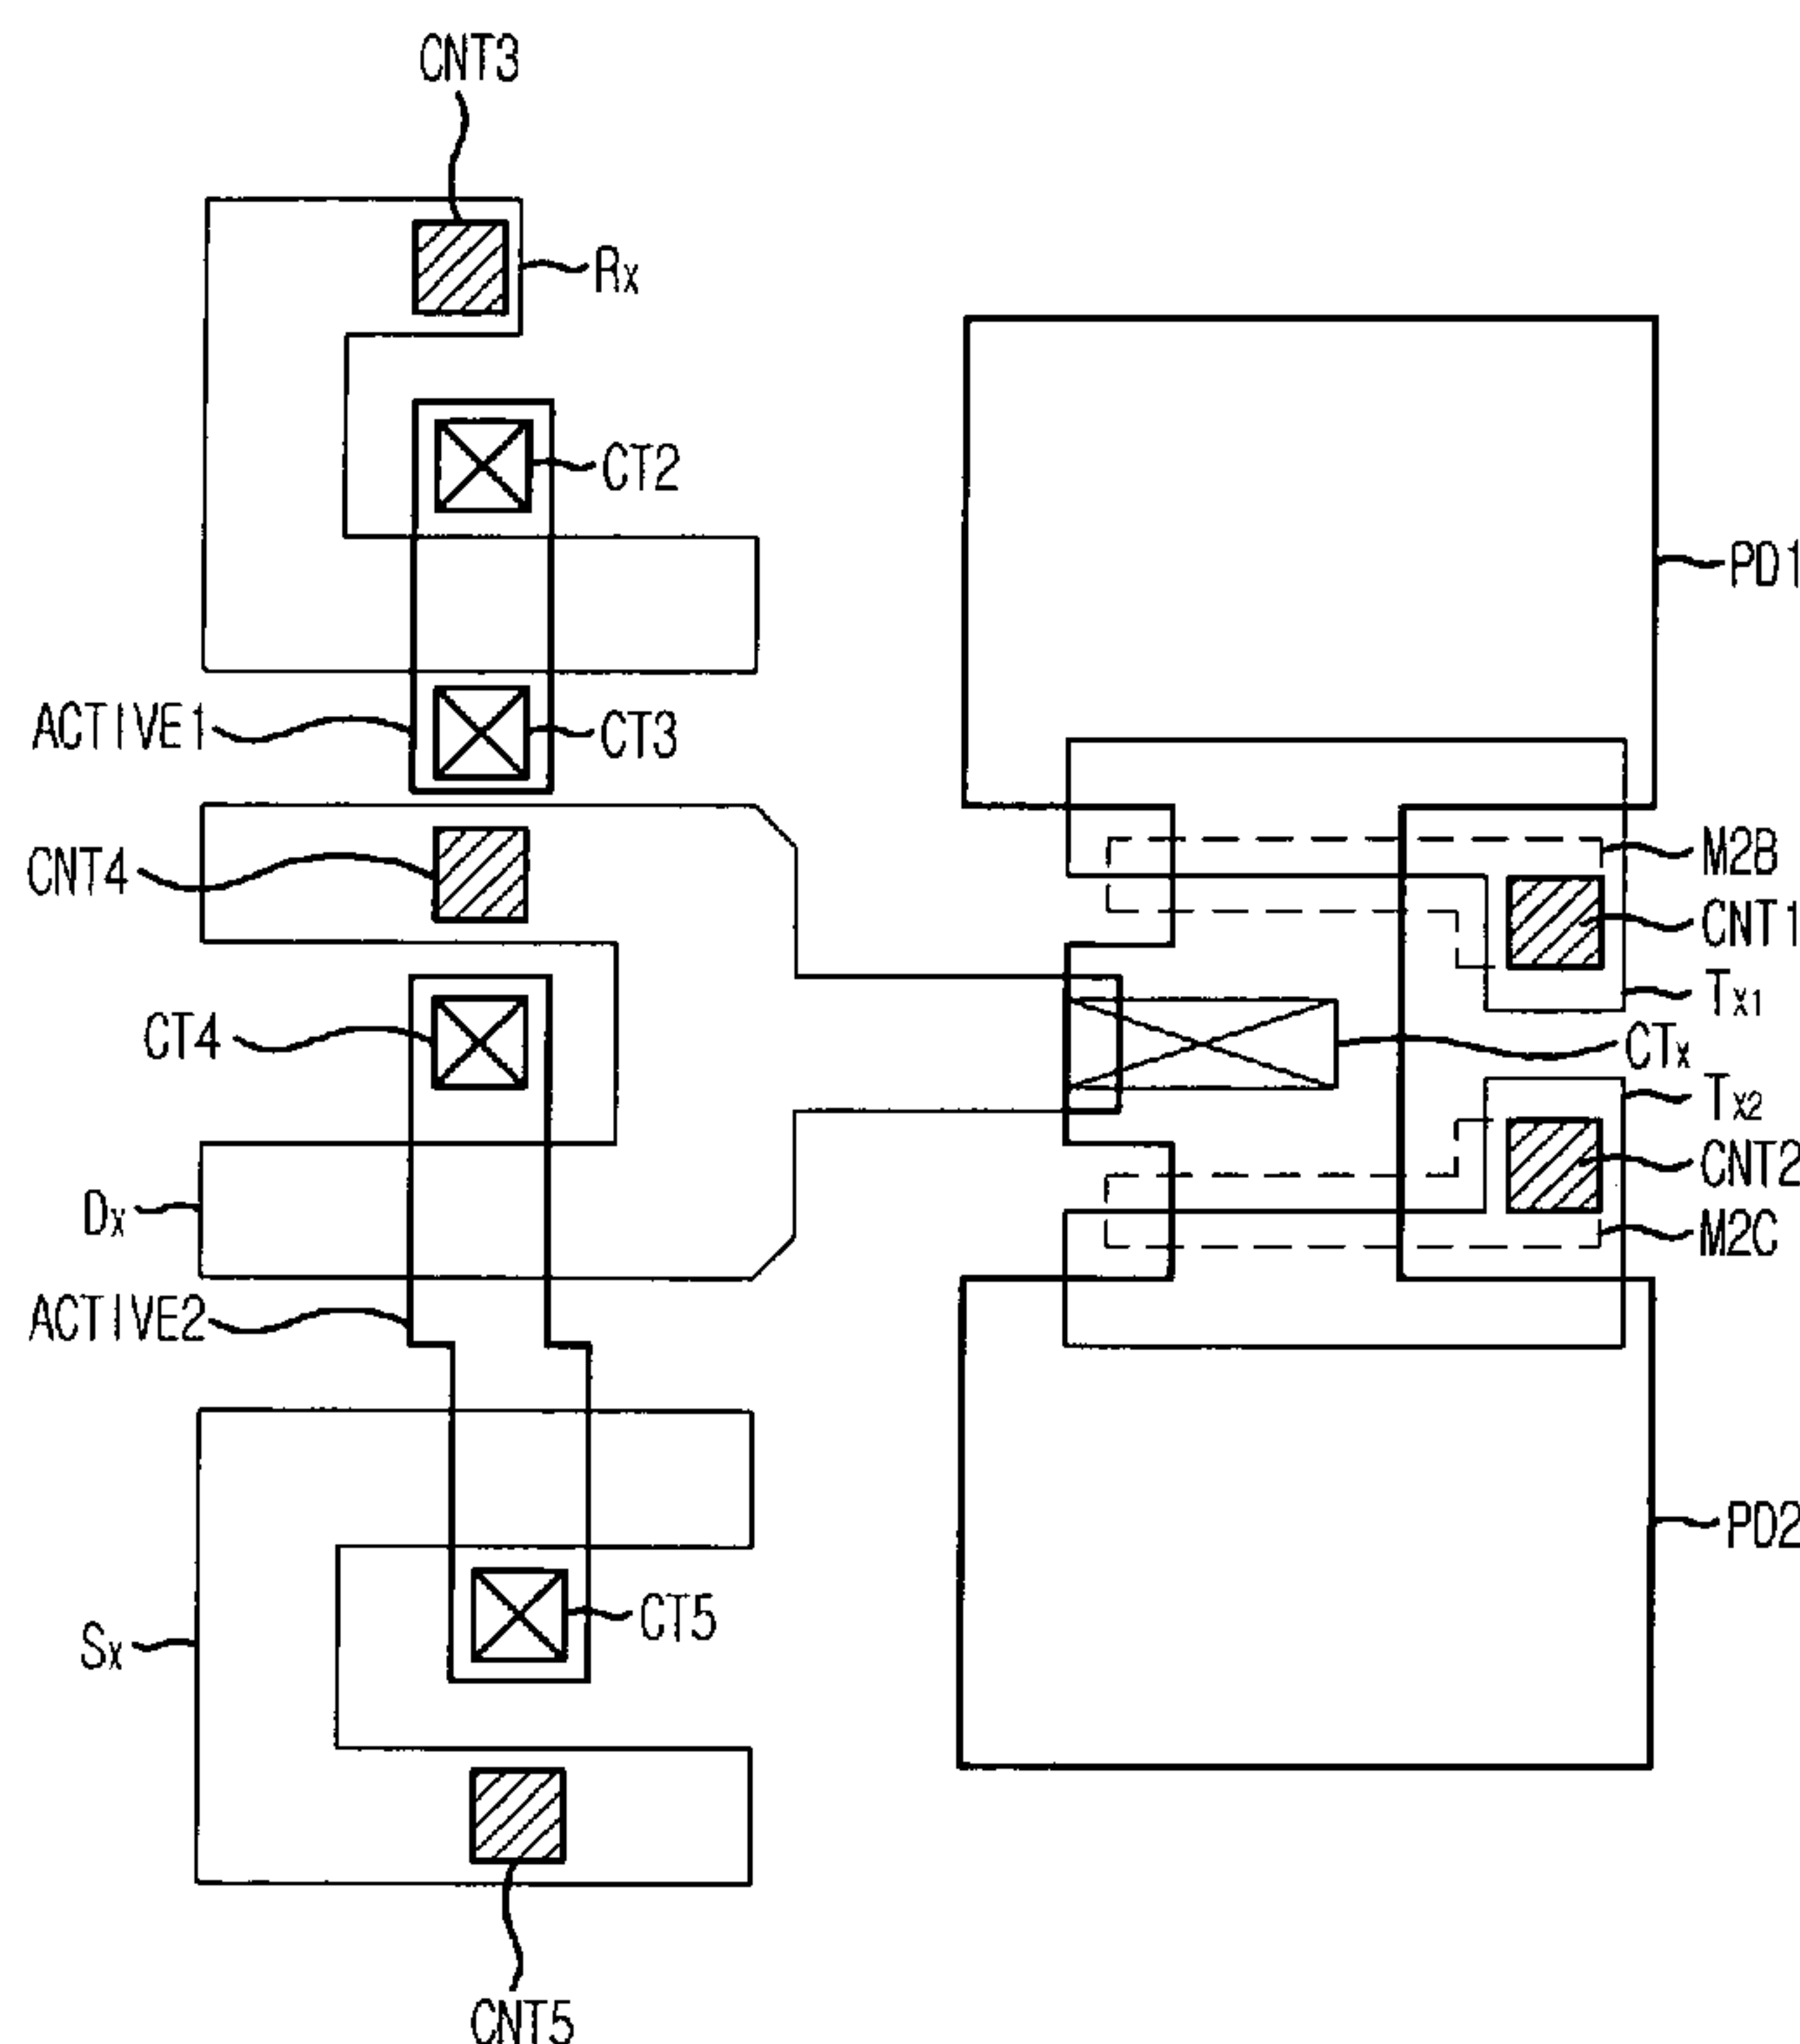 CNT3
Rx
CT2
PD1
ACTIVE1
CT3
M2B
CNT4
CNT1
Tx1
CT4
CTx
Tx2
CNT2
Dx
M2C
ACTIVE2
PD2
CT5
Sx
CNT5